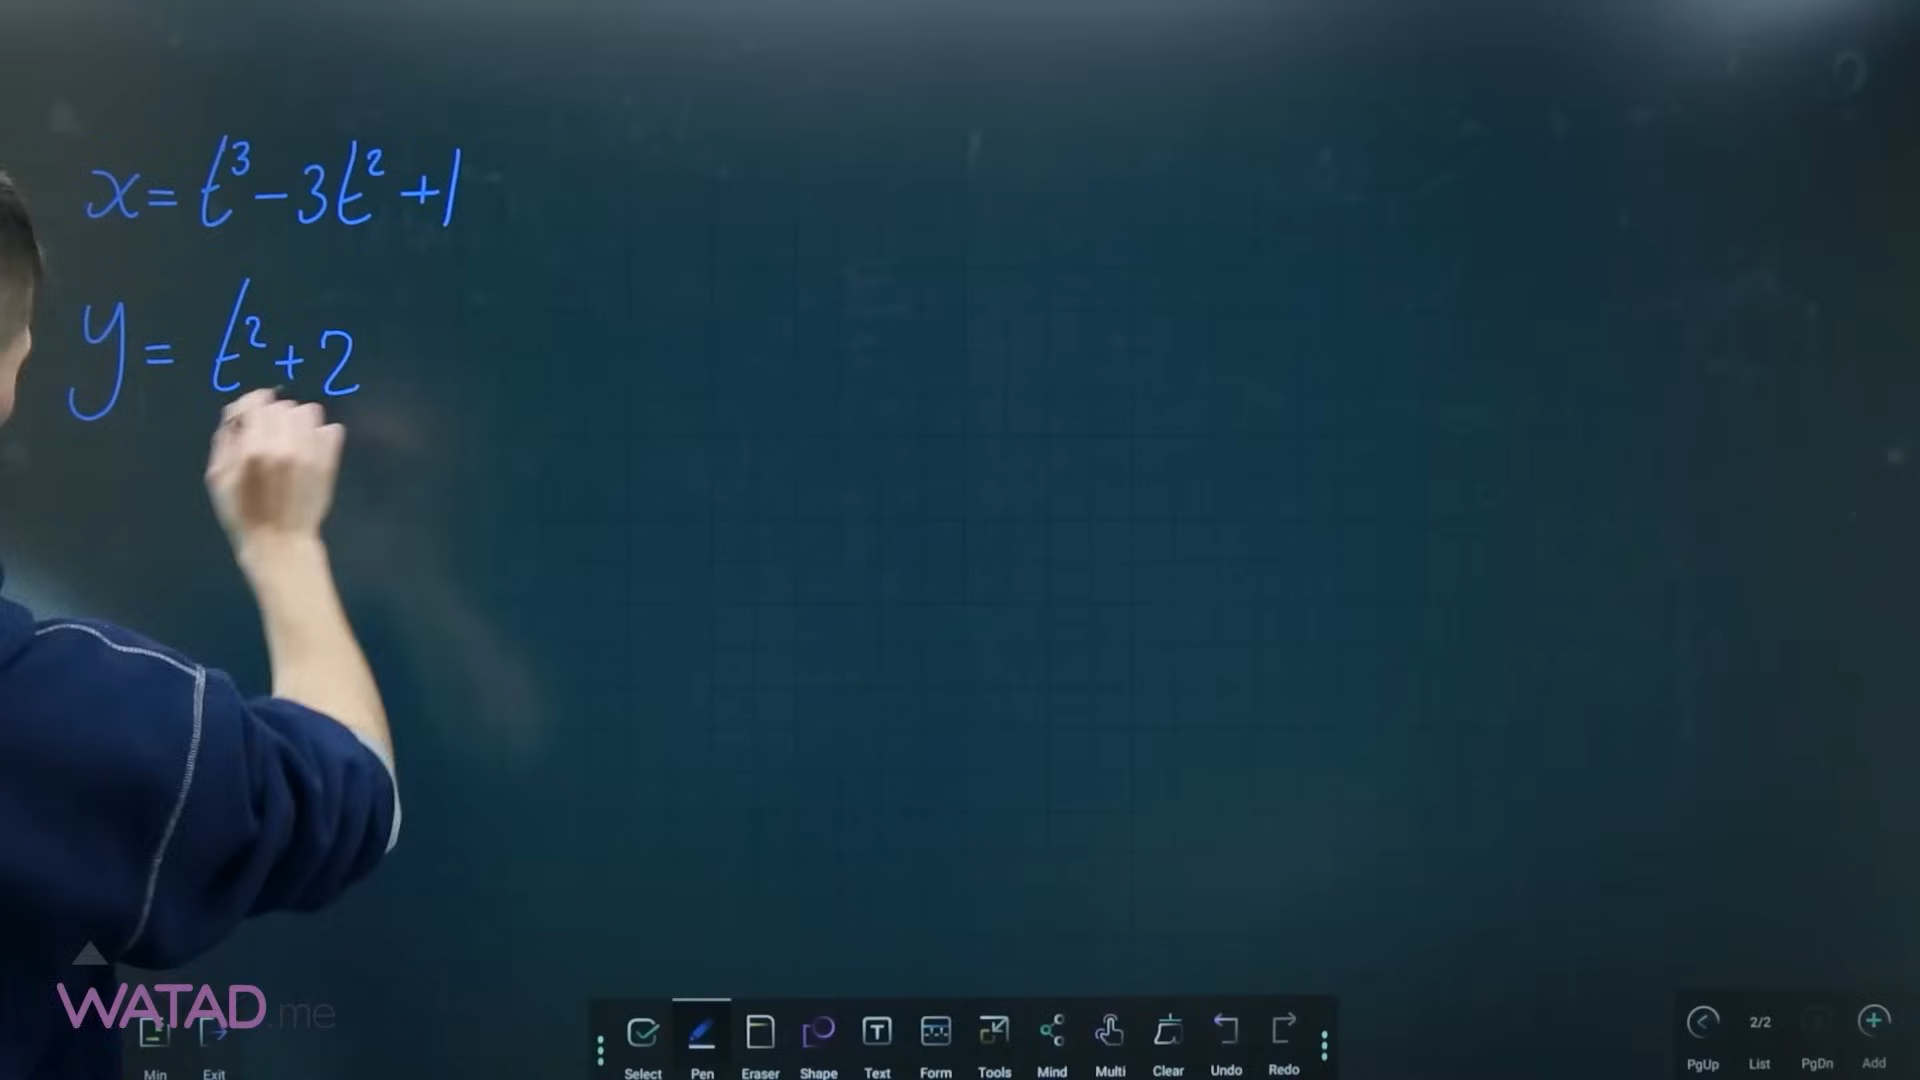 x = t³ - 3t² + 1
y = t² + 2
WATAD.me
Min Exit
Select Pen Eraser Shape Text Form Tools Mind Multi Clear Undo Redo
2/2
PgUp List PgDn Add